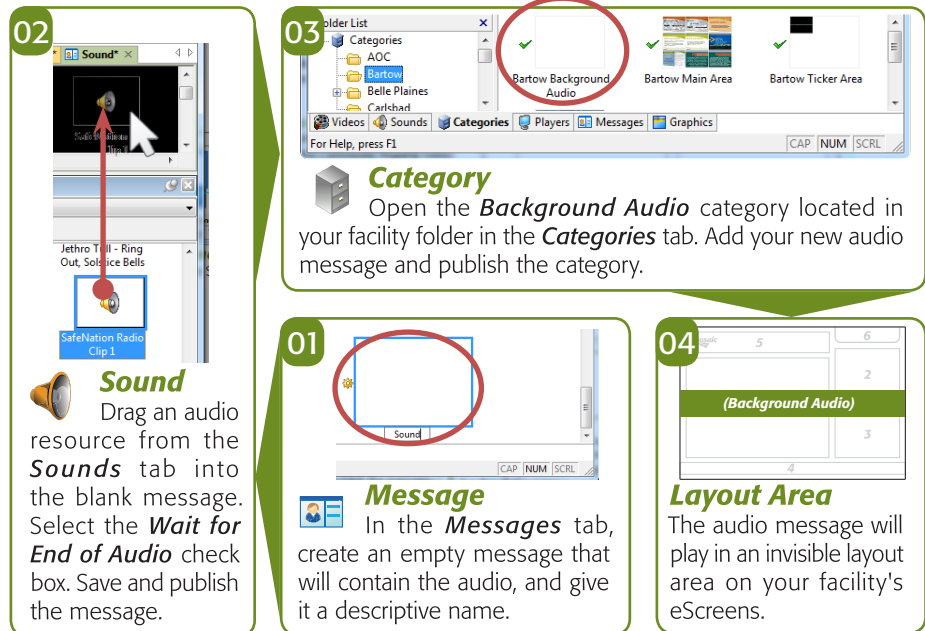 02
Sound*
Jethro Tull - Ring
Out, Solstice Bells
SafeNation Radio
Clip 1
Sound
Drag an audio
resource from the
Sounds tab into
the blank message.
Select the Wait for
End of Audio check
box. Save and publish
the message.
03
older List
Categories
AOC
Bartow
Belle Plaines
Carlsbad
Bartow Background
Audio
Bartow Main Area
Bartow Ticker Area
Videos Sounds Categories Players Messages Graphics
For Help, press F1
CAP NUM SCRL
Category
Open the Background Audio category located in
your facility folder in the Categories tab. Add your new audio
message and publish the category.
01
Sound
CAP NUM SCRL
Message
In the Messages tab,
create an empty message that
will contain the audio, and give
it a descriptive name.
04
5
6
2
(Background Audio)
3
4
Layout Area
The audio message will
play in an invisible layout
area on your facility's
eScreens.